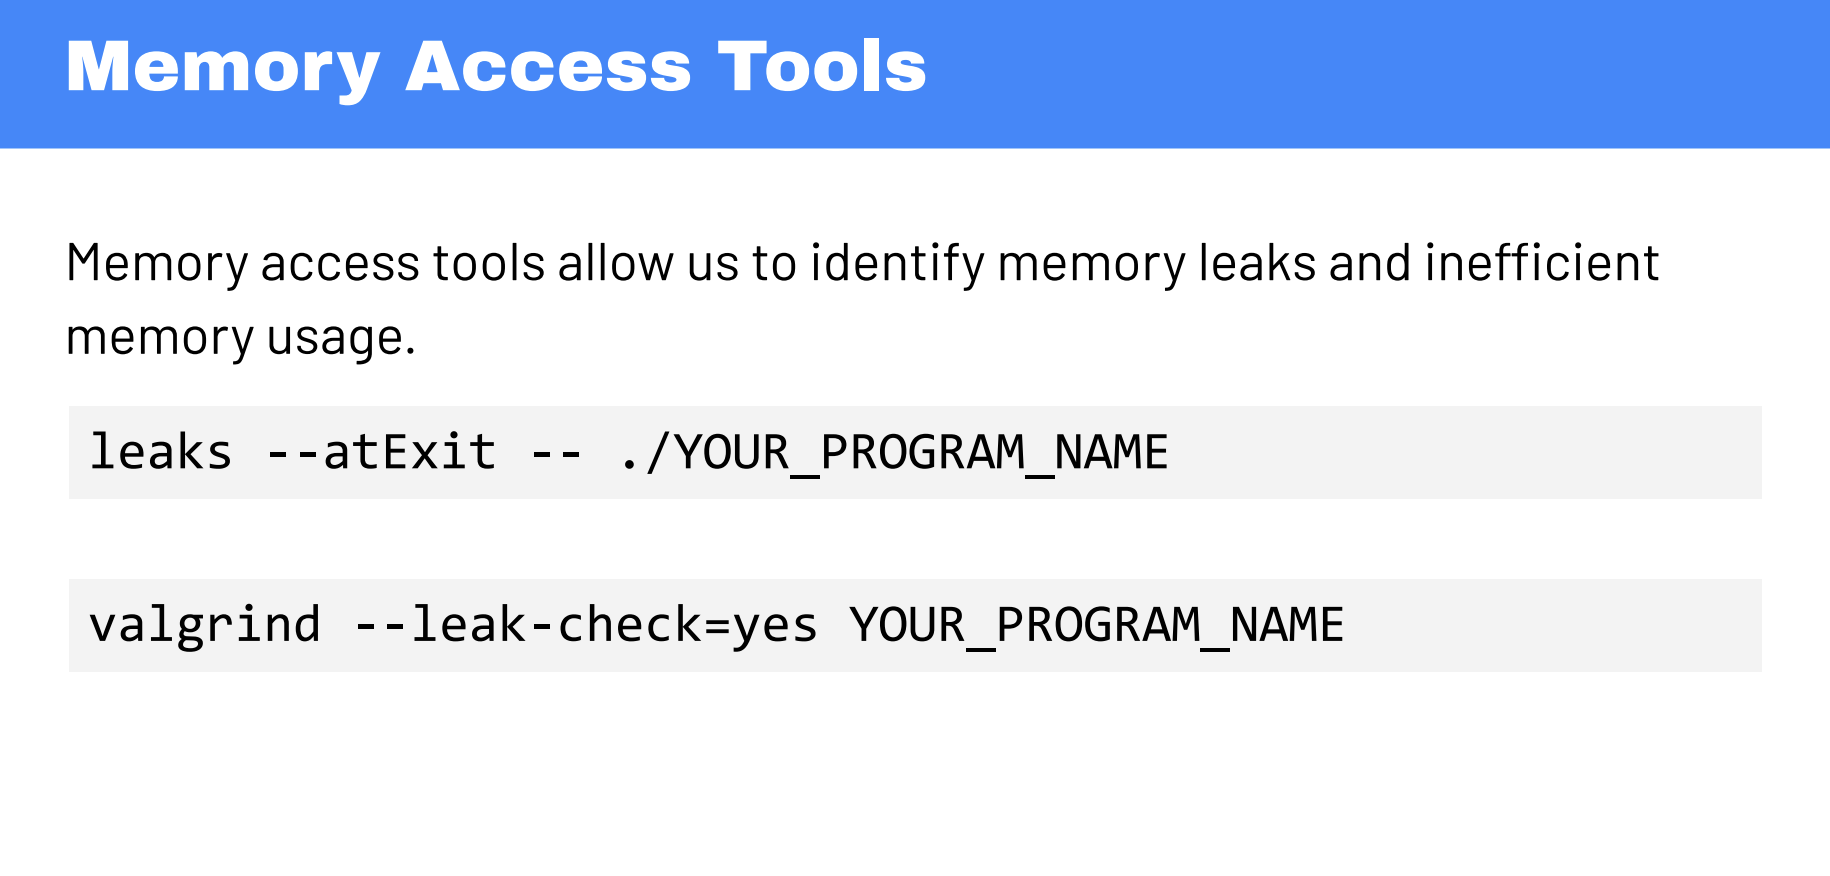 Memory Access Tools
Memory access tools allow us to identify memory leaks and inefficient
memory usage.
leaks --atExit -- ./YOUR_PROGRAM_NAME
valgrind --leak-check=yes YOUR_PROGRAM_NAME